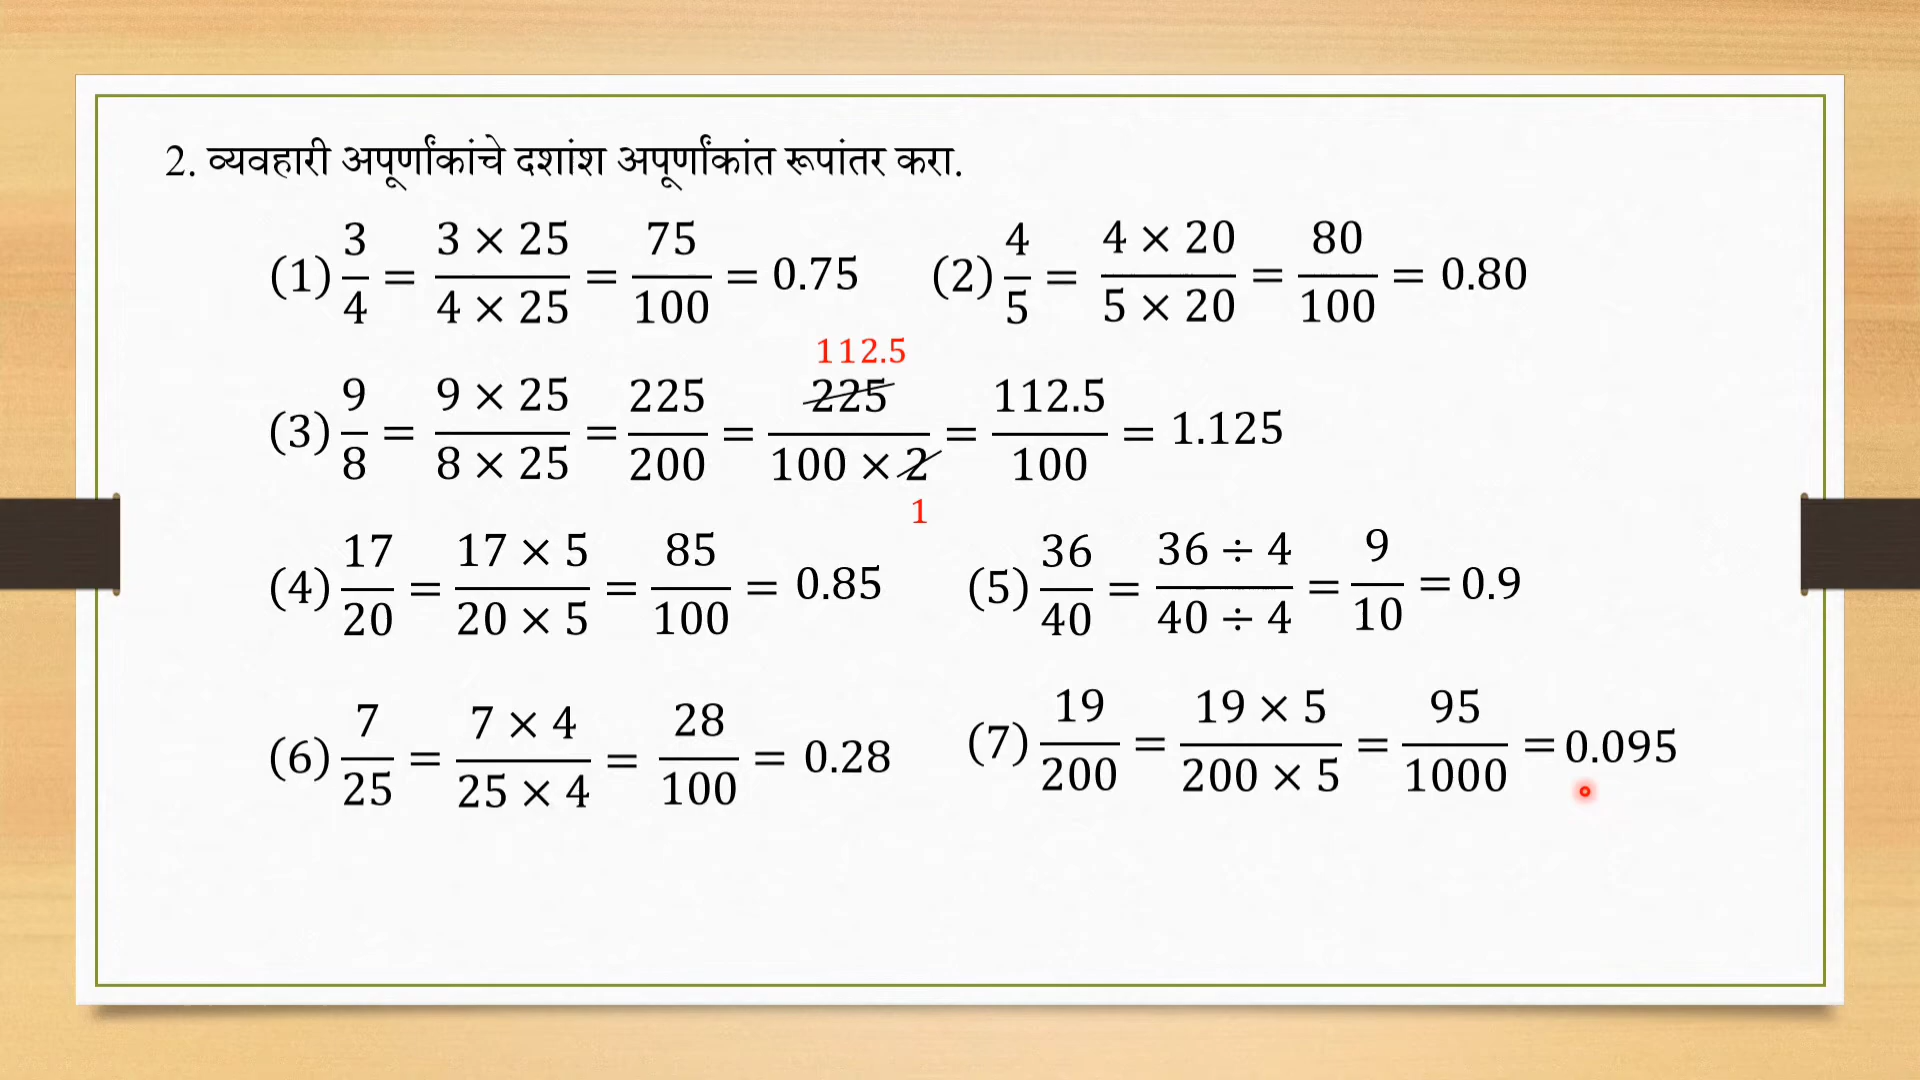 2. व्यवहारी अपूर्णांकांचे दशांश अपूर्णांकांत रूपांतर करा.
(1) 3/4 = (3 × 25)/(4 × 25) = 75/100 = 0.75
(2) 4/5 = (4 × 20)/(5 × 20) = 80/100 = 0.80
112.5
(3) 9/8 = (9 × 25)/(8 × 25) = 225/200 = 225/(100 × 2) = 112.5/100 = 1.125
1
(4) 17/20 = (17 × 5)/(20 × 5) = 85/100 = 0.85
(5) 36/40 = (36 ÷ 4)/(40 ÷ 4) = 9/10 = 0.9
(6) 7/25 = (7 × 4)/(25 × 4) = 28/100 = 0.28
(7) 19/200 = (19 × 5)/(200 × 5) = 95/1000 = 0.095